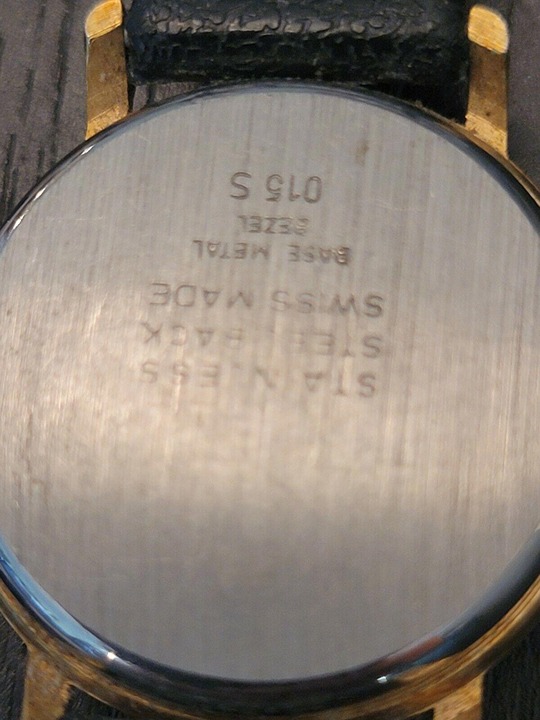 STAINLESS
STEEL BACK
SWISS MADE
BASE METAL
BEZEL
015 S